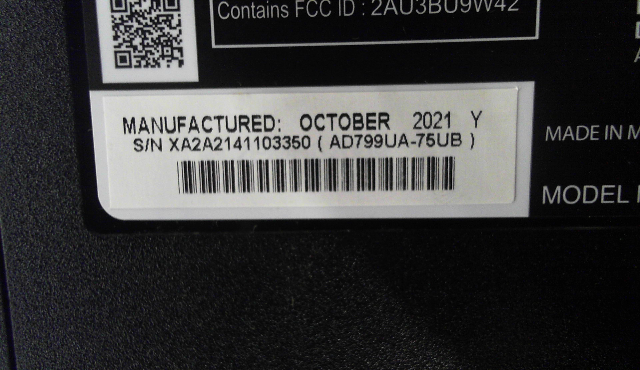 Contains FCC ID : 2AU3BU9W42
MANUFACTURED: OCTOBER 2021 Y
S/N XA2A2141103350 ( AD799UA-75UB )
MADE IN
MODEL